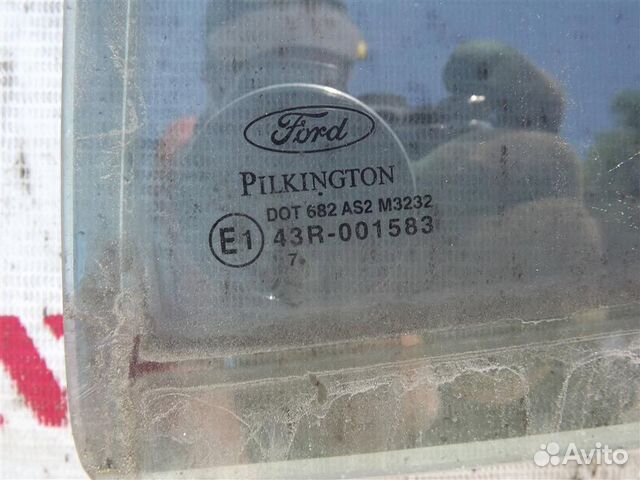 Ford
PILKINGTON
DOT 682 AS2 M3232
E1 43R-001583
7
Avito